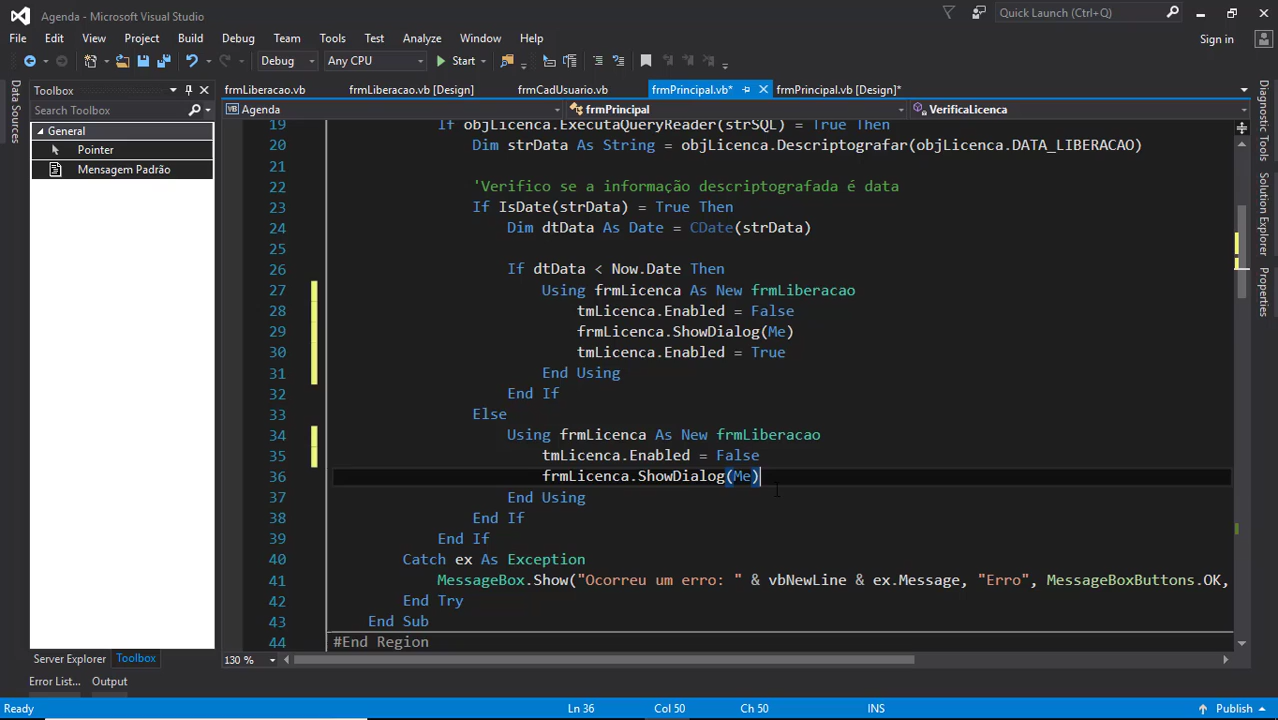 Agenda - Microsoft Visual Studio
Quick Launch (Ctrl+Q)
File Edit View Project Build Debug Team Tools Test Analyze Window Help
Sign in
Debug Any CPU Start
Data Sources
Toolbox
Search Toolbox
General
Pointer
Mensagem Padrão
Server Explorer Toolbox
frmLiberacao.vb frmLiberacao.vb [Design] frmCadUsuario.vb frmPrincipal.vb* frmPrincipal.vb [Design]*
Agenda frmPrincipal VerificaLicenca
19 If objLicenca.ExecutaQueryReader(strSQL) = True Then
20 Dim strData As String = objLicenca.Descriptografar(objLicenca.DATA_LIBERACAO)
21
22 'Verifico se a informação descriptografada é data
23 If IsDate(strData) = True Then
24 Dim dtData As Date = CDate(strData)
25
26 If dtData < Now.Date Then
27 Using frmLicenca As New frmLiberacao
28 tmLicenca.Enabled = False
29 frmLicenca.ShowDialog(Me)
30 tmLicenca.Enabled = True
31 End Using
32 End If
33 Else
34 Using frmLicenca As New frmLiberacao
35 tmLicenca.Enabled = False
36 frmLicenca.ShowDialog(Me)
37 End Using
38 End If
39 End If
40 Catch ex As Exception
41 MessageBox.Show("Ocorreu um erro: " & vbNewLine & ex.Message, "Erro", MessageBoxButtons.OK,
42 End Try
43 End Sub
44 #End Region
130 %
Diagnostic Tools
Solution Explorer
Properties
Error List... Output
Ready Ln 36 Col 50 Ch 50 INS Publish